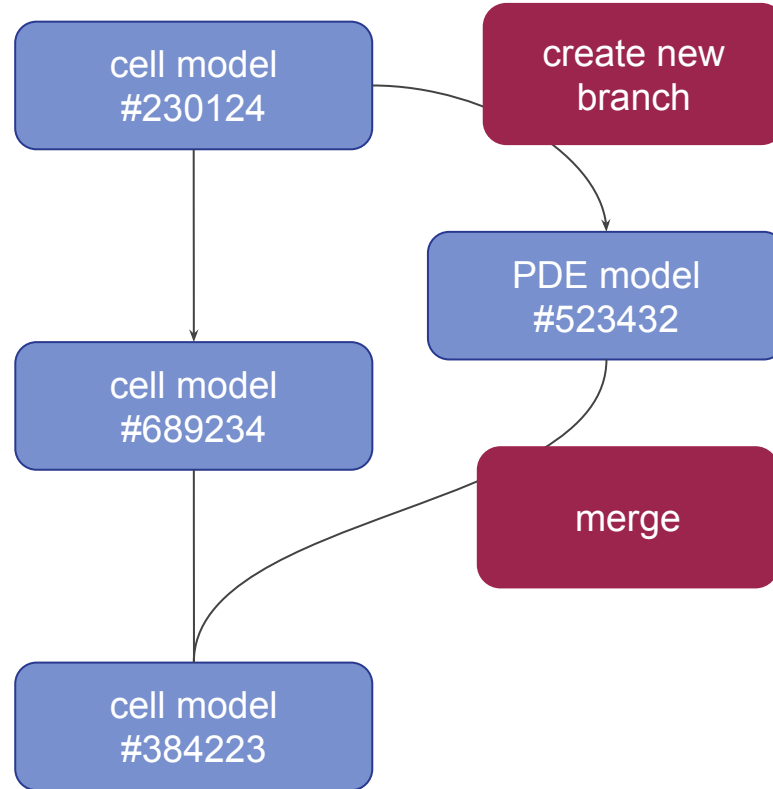 cell model
#230124
create new
branch
PDE model
#523432
cell model
#689234
merge
cell model
#384223